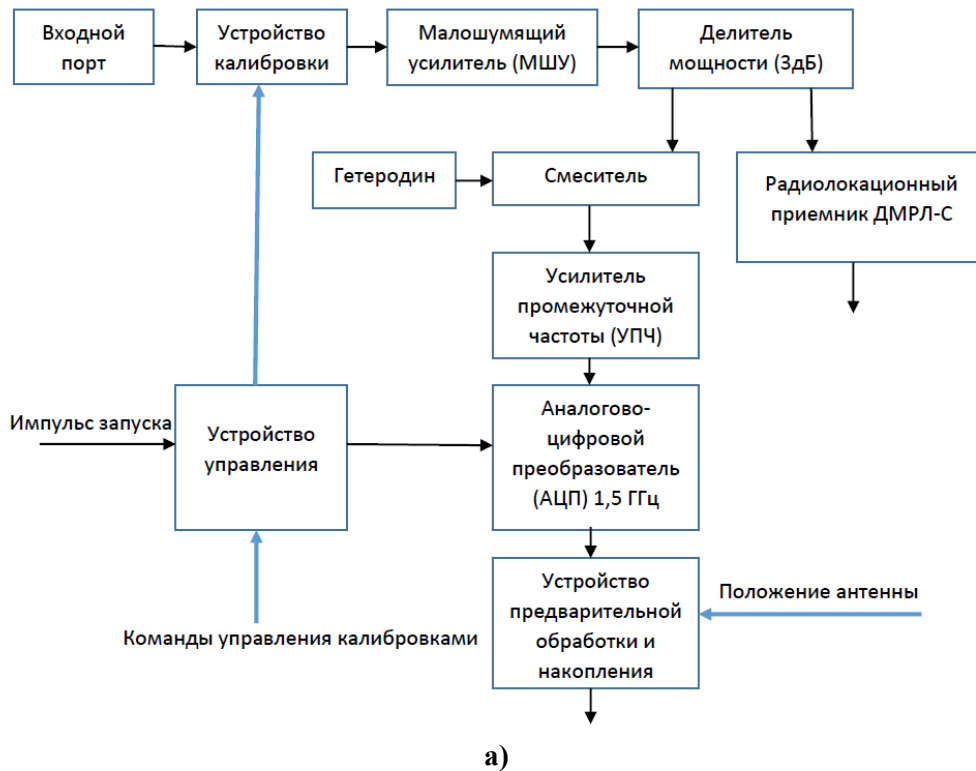 Входной
порт
Устройство
калибровки
Малошумящий
усилитель (МШУ)
Делитель
мощности (3дБ)
Гетеродин
Смеситель
Радиолокационный
приемник ДМРЛ-С
Усилитель
промежуточной
частоты (УПЧ)
Импульс запуска
Устройство
управления
Аналогово-
цифровой
преобразователь
(АЦП) 1,5 ГГц
Устройство
предварительной
обработки и
накопления
Положение антенны
Команды управления калибровками
а)